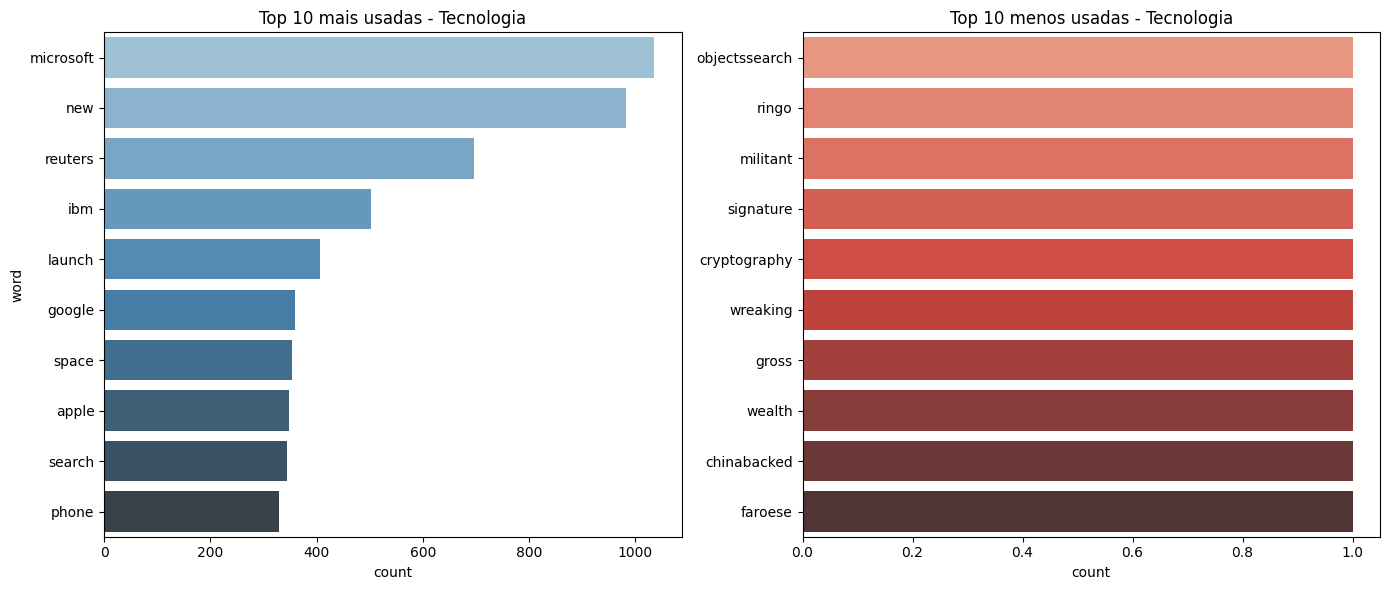 Top 10 mais usadas - Tecnologia
word
microsoft
new
reuters
ibm
launch
google
space
apple
search
phone
0 200 400 600 800 1000
count
Top 10 menos usadas - Tecnologia
objectssearch
ringo
militant
signature
cryptography
wreaking
gross
wealth
chinabacked
faroese
0.0 0.2 0.4 0.6 0.8 1.0
count